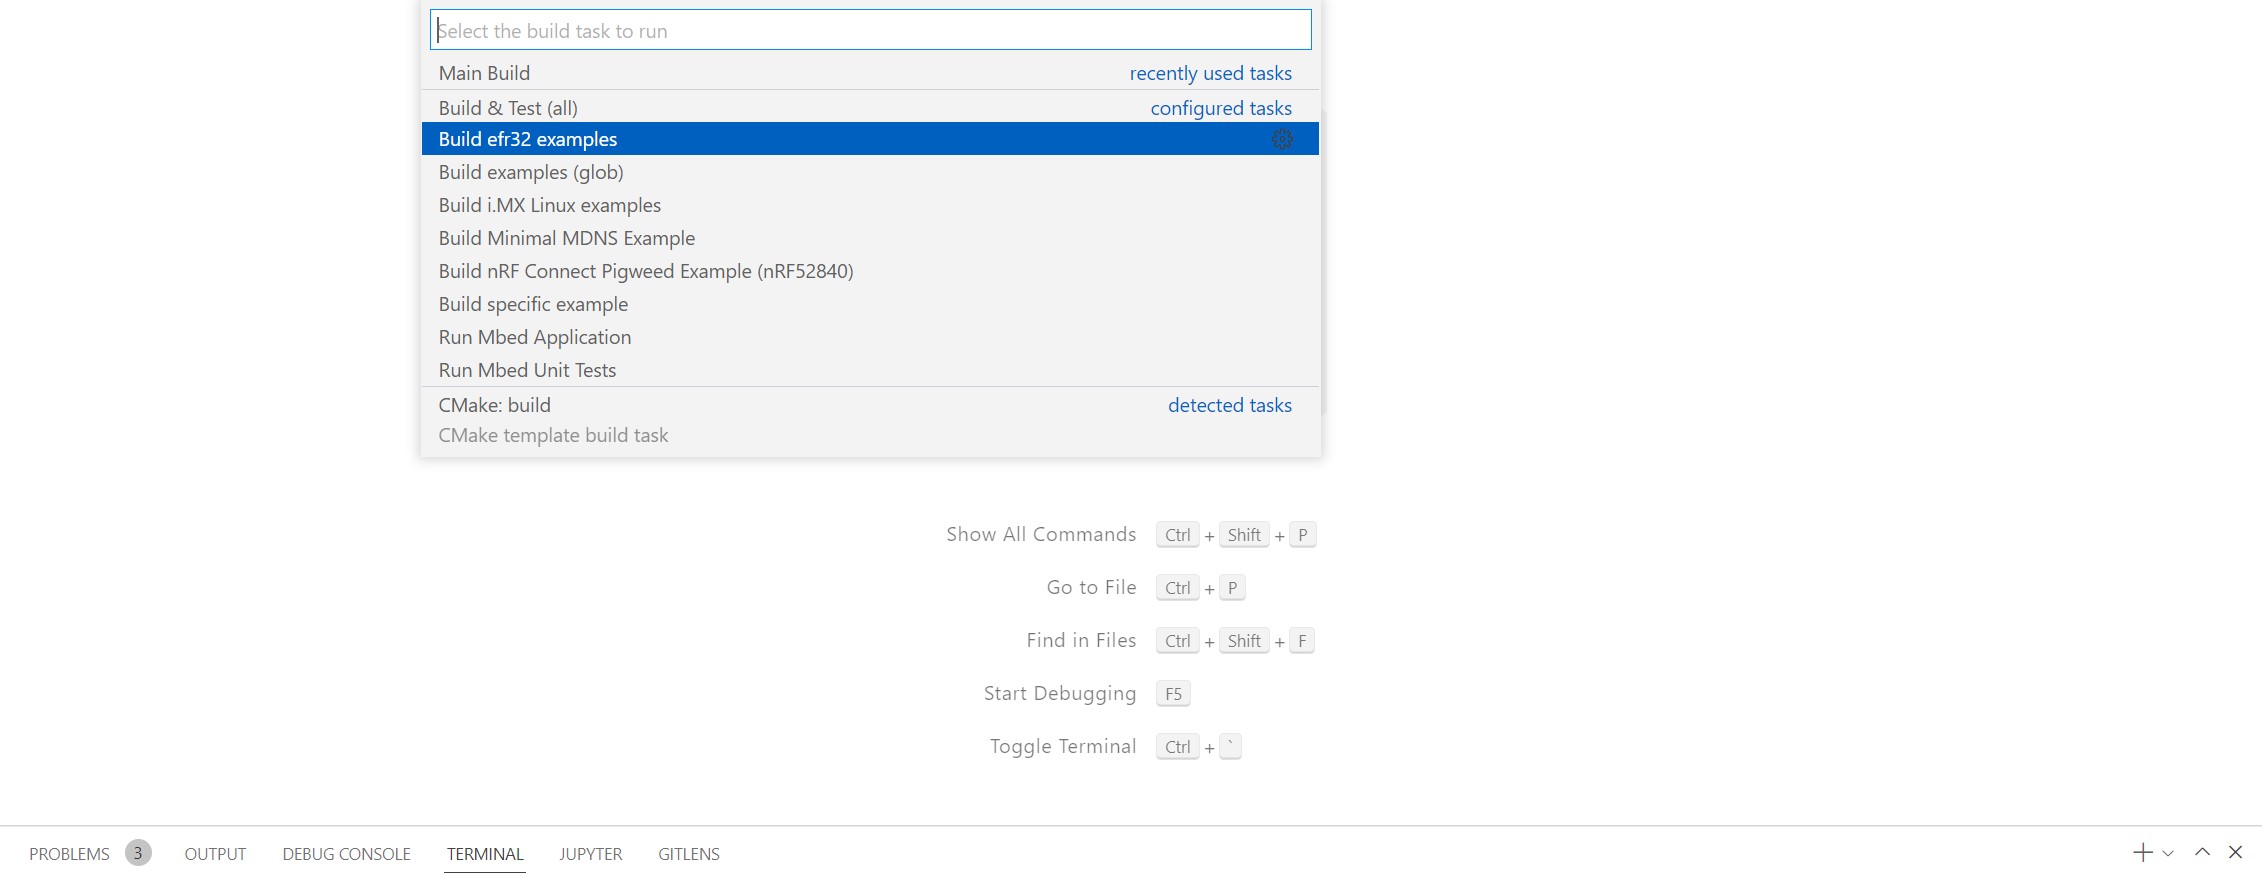 Select the build task to run
Main Build recently used tasks
Build & Test (all) configured tasks
Build efr32 examples
Build examples (glob)
Build i.MX Linux examples
Build Minimal MDNS Example
Build nRF Connect Pigweed Example (nRF52840)
Build specific example
Run Mbed Application
Run Mbed Unit Tests
CMake: build detected tasks
CMake template build task
Show All Commands Ctrl + Shift + P
Go to File Ctrl + P
Find in Files Ctrl + Shift + F
Start Debugging F5
Toggle Terminal Ctrl + `
PROBLEMS 3 OUTPUT DEBUG CONSOLE TERMINAL JUPYTER GITLENS